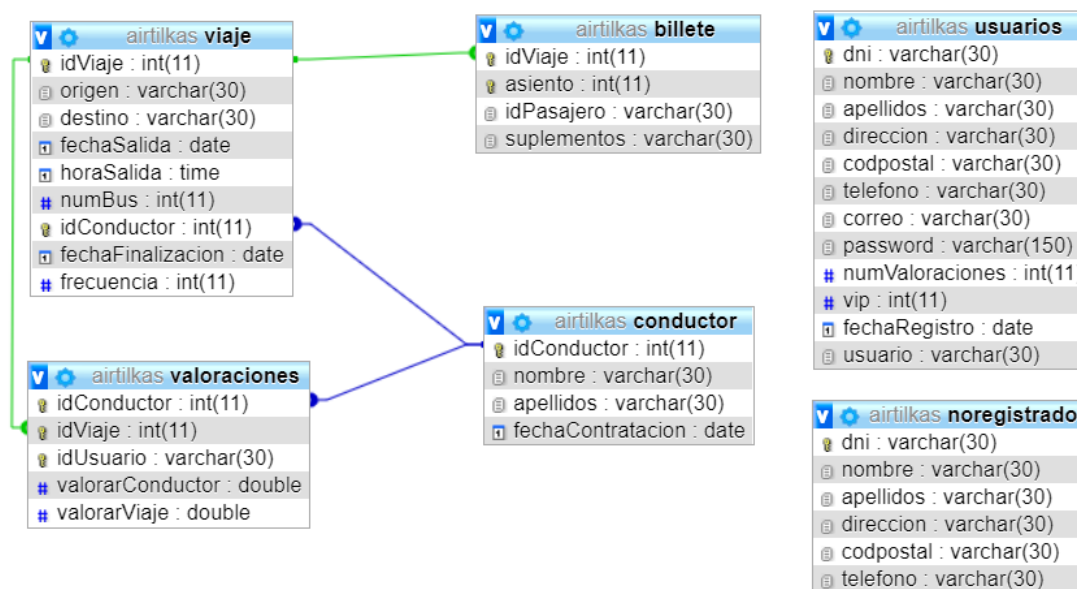 airtilkas viaje
idViaje : int(11)
origen : varchar(30)
destino : varchar(30)
fechaSalida : date
horaSalida : time
numBus : int(11)
idConductor : int(11)
fechaFinalizacion : date
frecuencia : int(11)
airtilkas billete
idViaje : int(11)
asiento : int(11)
idPasajero : varchar(30)
suplementos : varchar(30)
airtilkas usuarios
dni : varchar(30)
nombre : varchar(30)
apellidos : varchar(30)
direccion : varchar(30)
codpostal : varchar(30)
telefono : varchar(30)
correo : varchar(30)
password : varchar(150)
numValoraciones : int(11
vip : int(11)
fechaRegistro : date
usuario : varchar(30)
airtilkas valoraciones
idConductor : int(11)
idViaje : int(11)
idUsuario : varchar(30)
valorarConductor : double
valorarViaje : double
airtilkas conductor
idConductor : int(11)
nombre : varchar(30)
apellidos : varchar(30)
fechaContratacion : date
airtilkas noregistrado
dni : varchar(30)
nombre : varchar(30)
apellidos : varchar(30)
direccion : varchar(30)
codpostal : varchar(30)
telefono : varchar(30)